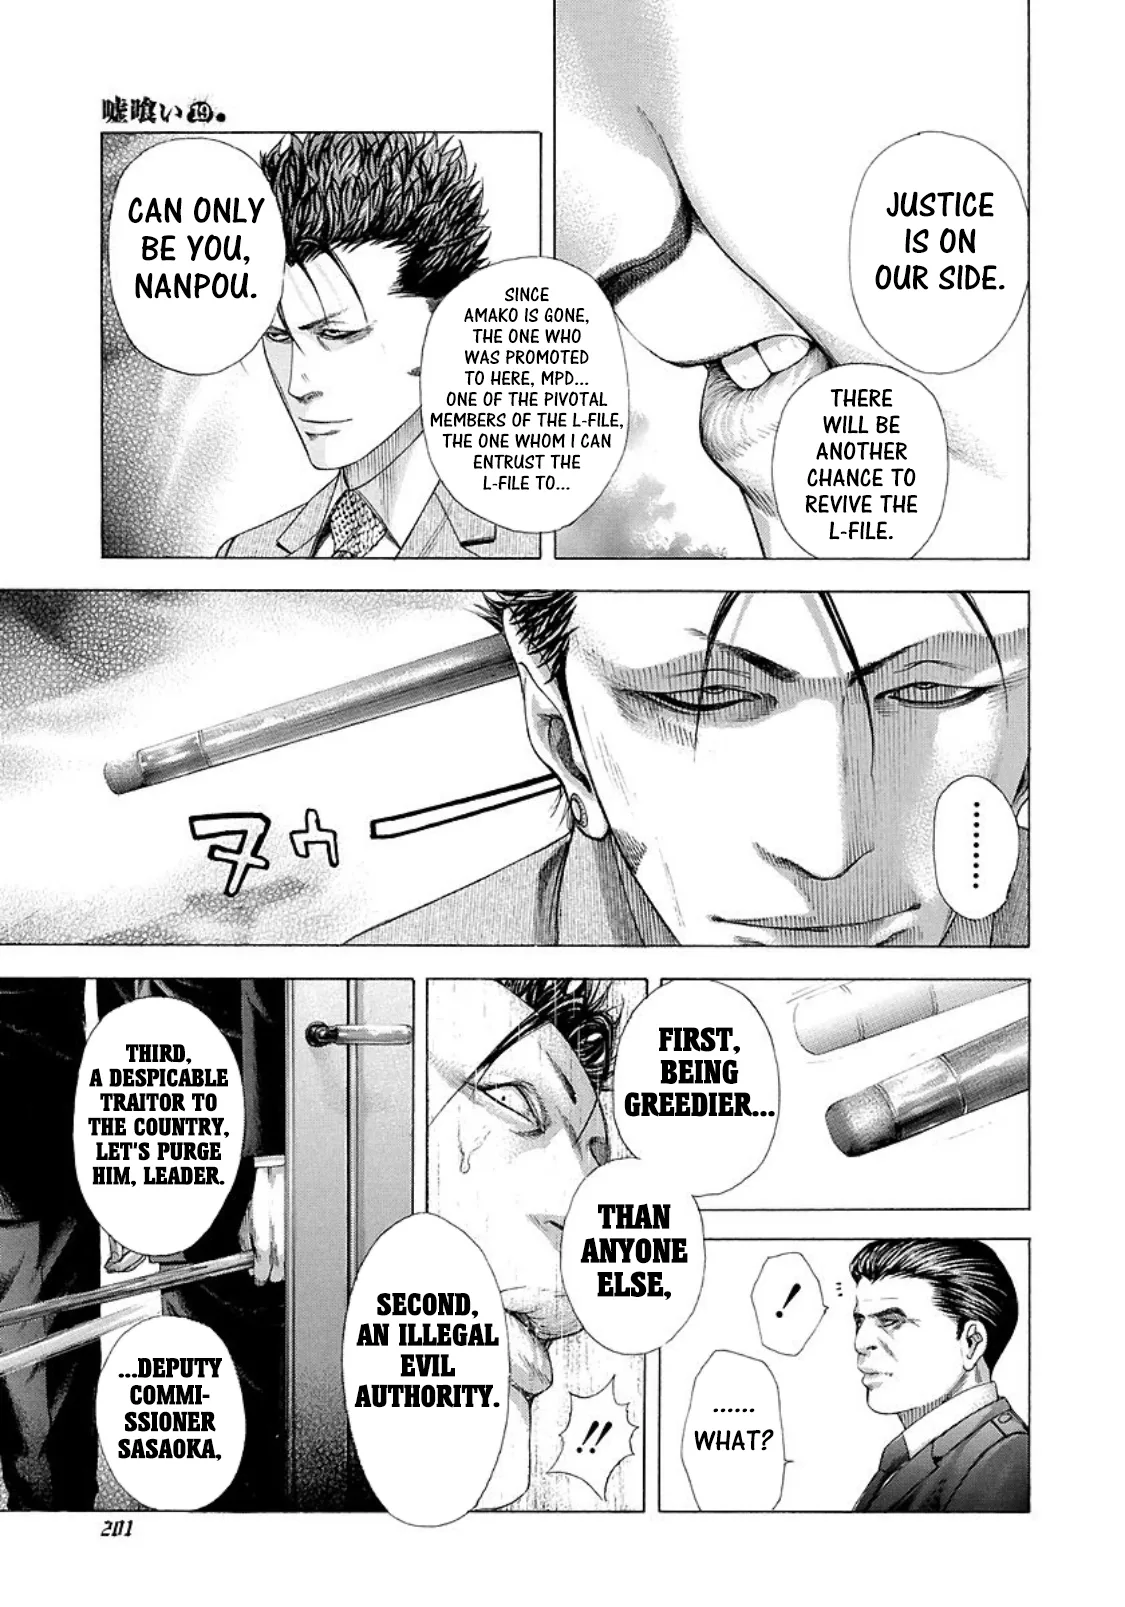 嘘喰い 19.
JUSTICE
IS ON
OUR SIDE.
THERE
WILL BE
ANOTHER
CHANCE TO
REVIVE THE
L-FILE.
SINCE
AMAKO IS GONE,
THE ONE WHO
WAS PROMOTED
TO HERE, MPD...
ONE OF THE PIVOTAL
MEMBERS OF THE L-FILE,
THE ONE WHOM I CAN
ENTRUST THE
L-FILE TO...
CAN ONLY
BE YOU,
NANPOU.
.........
ヌゥー
FIRST,
BEING
GREEDIER...
THAN
ANYONE
ELSE,
!
......
WHAT?
SECOND,
AN ILLEGAL
EVIL
AUTHORITY.
!!
THIRD,
A DESPICABLE
TRAITOR TO
THE COUNTRY,
LET'S PURGE
HIM, LEADER.
...DEPUTY
COMMI-
SSIONER
SASAOKA,
201